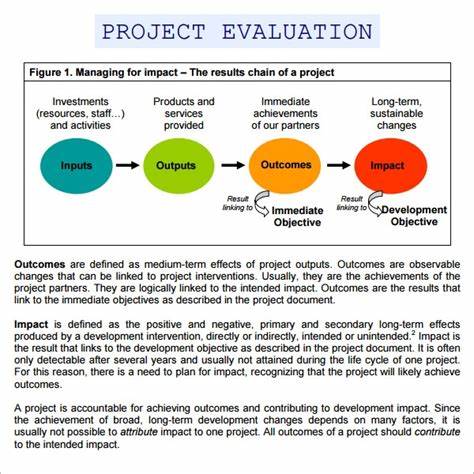 PROJECT EVALUATION
Figure 1. Managing for impact – The results chain of a project
Investments
(resources, staff…)
and activities
Products and
services
provided
Immediate
achievements
of our partners
Long-term,
sustainable
changes
Inputs
Outputs
Outcomes
Impact
Result
linking to
Immediate
Objective
Result
linking to
Development
Objective
Outcomes are defined as medium-term effects of project outputs. Outcomes are observable
changes that can be linked to project interventions. Usually, they are the achievements of the
project partners. They are logically linked to the intended impact. Outcomes are the results that
link to the immediate objectives as described in the project document.
Impact is defined as the positive and negative, primary and secondary long-term effects
produced by a development intervention, directly or indirectly, intended or unintended.² Impact is
the result that links to the development objective as described in the project document. It is often
only detectable after several years and usually not attained during the life cycle of one project.
For this reason, there is a need to plan for impact, recognizing that the project will likely achieve
outcomes.
A project is accountable for achieving outcomes and contributing to development impact. Since
the achievement of broad, long-term development changes depends on many factors, it is
usually not possible to attribute impact to one project. All outcomes of a project should contribute
to the intended impact.